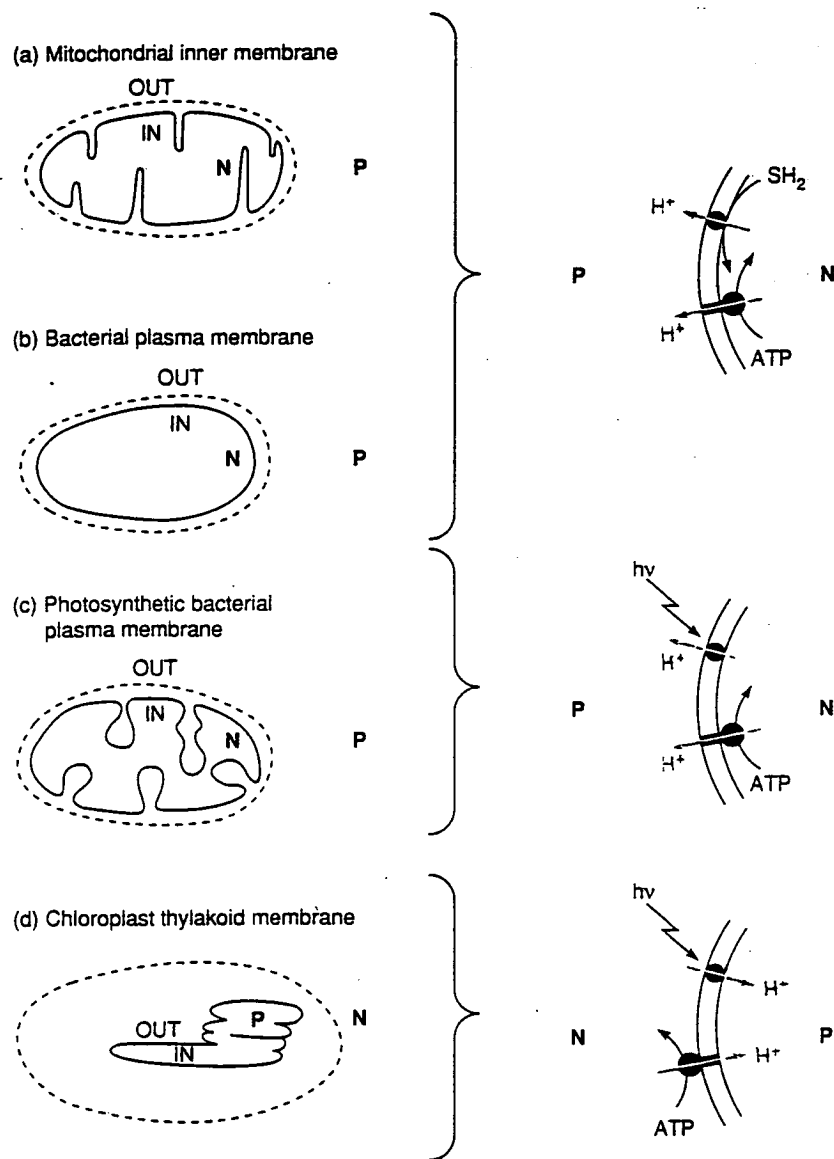 (a) Mitochondrial inner membrane
OUT
IN
N
P
(b) Bacterial plasma membrane
OUT
IN
N
P
SH₂
H⁺
P
N
H⁺
ATP
(c) Photosynthetic bacterial
plasma membrane
OUT
IN
N
P
hν
H⁺
P
N
H⁺
ATP
(d) Chloroplast thylakoid membrane
N
OUT
P
IN
hν
H⁺
N
P
H⁺
ATP